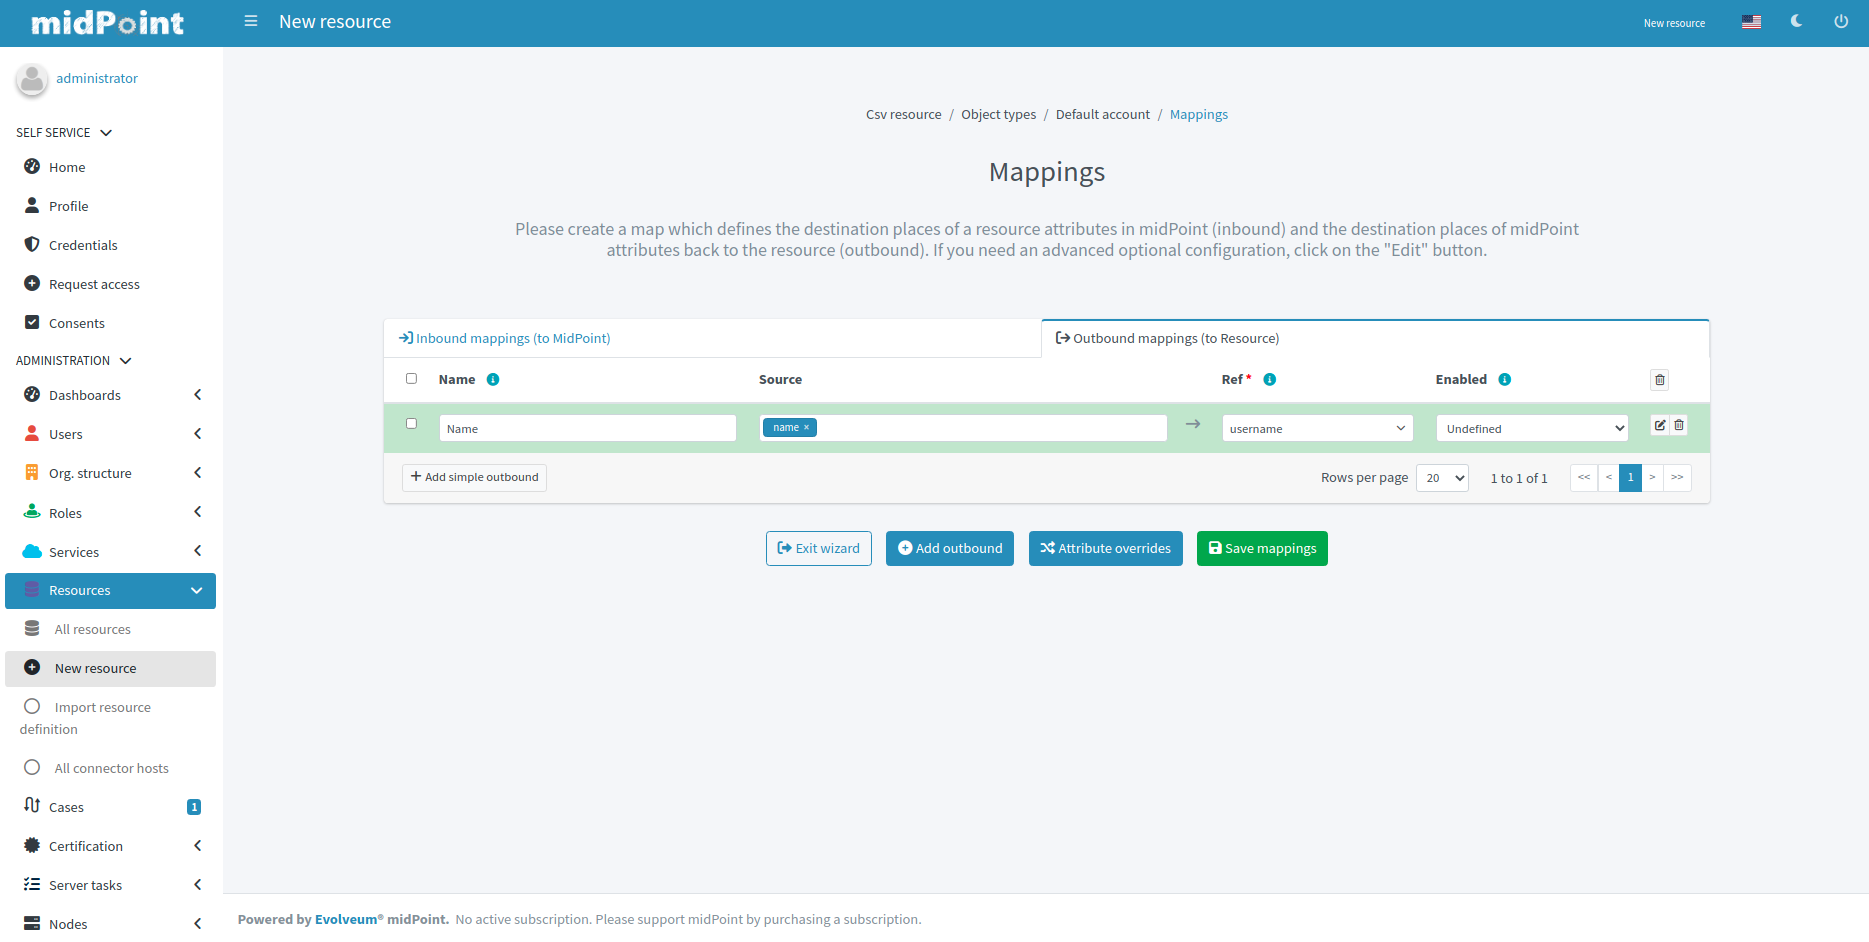 midPoint
New resource
New resource
administrator
SELF SERVICE
Home
Profile
Credentials
Request access
Consents
ADMINISTRATION
Dashboards
Users
Org. structure
Roles
Services
Resources
All resources
New resource
Import resource
definition
All connector hosts
Cases 1
Certification
Server tasks
Nodes
Csv resource / Object types / Default account / Mappings
Mappings
Please create a map which defines the destination places of a resource attributes in midPoint (inbound) and the destination places of midPoint
attributes back to the resource (outbound). If you need an advanced optional configuration, click on the "Edit" button.
Inbound mappings (to MidPoint) Outbound mappings (to Resource)
Name Source Ref * Enabled
Name name × → username Undefined
+ Add simple outbound Rows per page 20 1 to 1 of 1 << < 1 > >>
Exit wizard Add outbound Attribute overrides Save mappings
Powered by Evolveum® midPoint. No active subscription. Please support midPoint by purchasing a subscription.